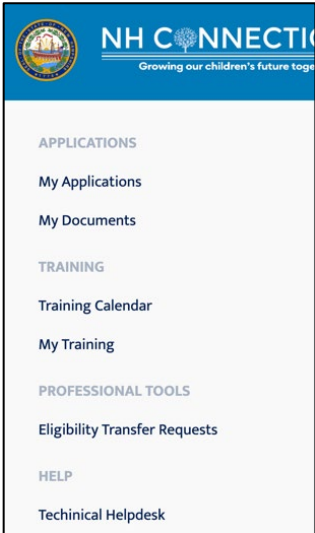 NH C NNECTI
Growing our children's future toge
APPLICATIONS
My Applications
My Documents
TRAINING
Training Calendar
My Training
PROFESSIONAL TOOLS
Eligibility Transfer Requests
HELP
Techinical Helpdesk